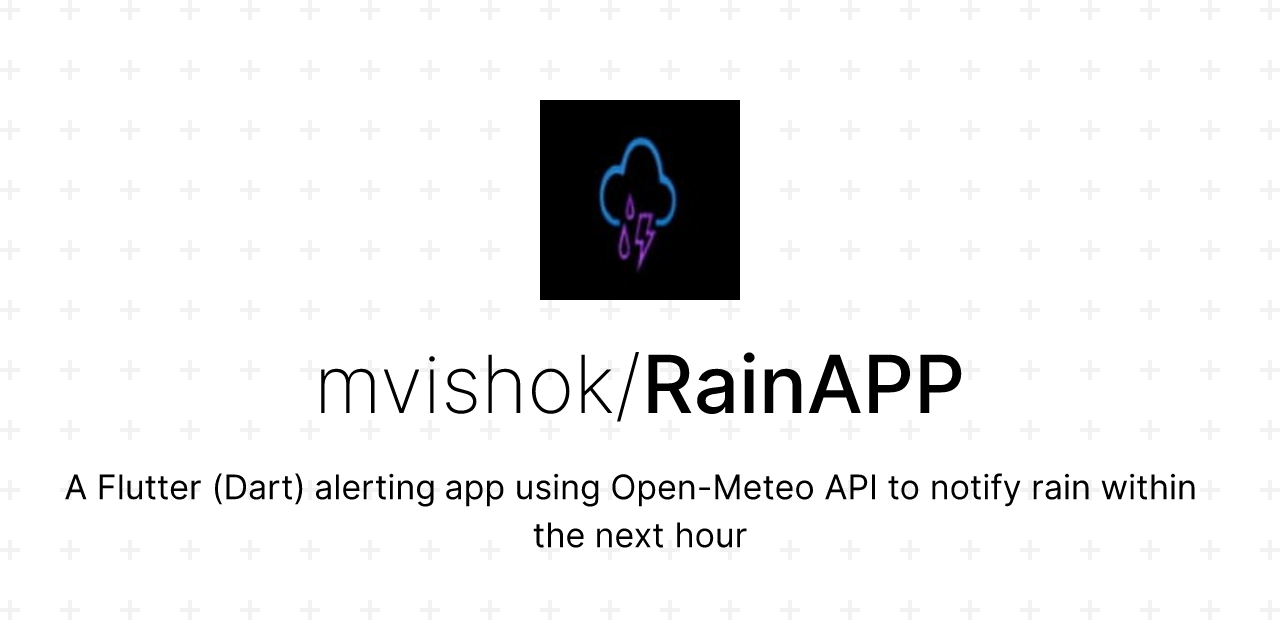 mvishok/RainAPP
A Flutter (Dart) alerting app using Open-Meteo API to notify rain within
the next hour